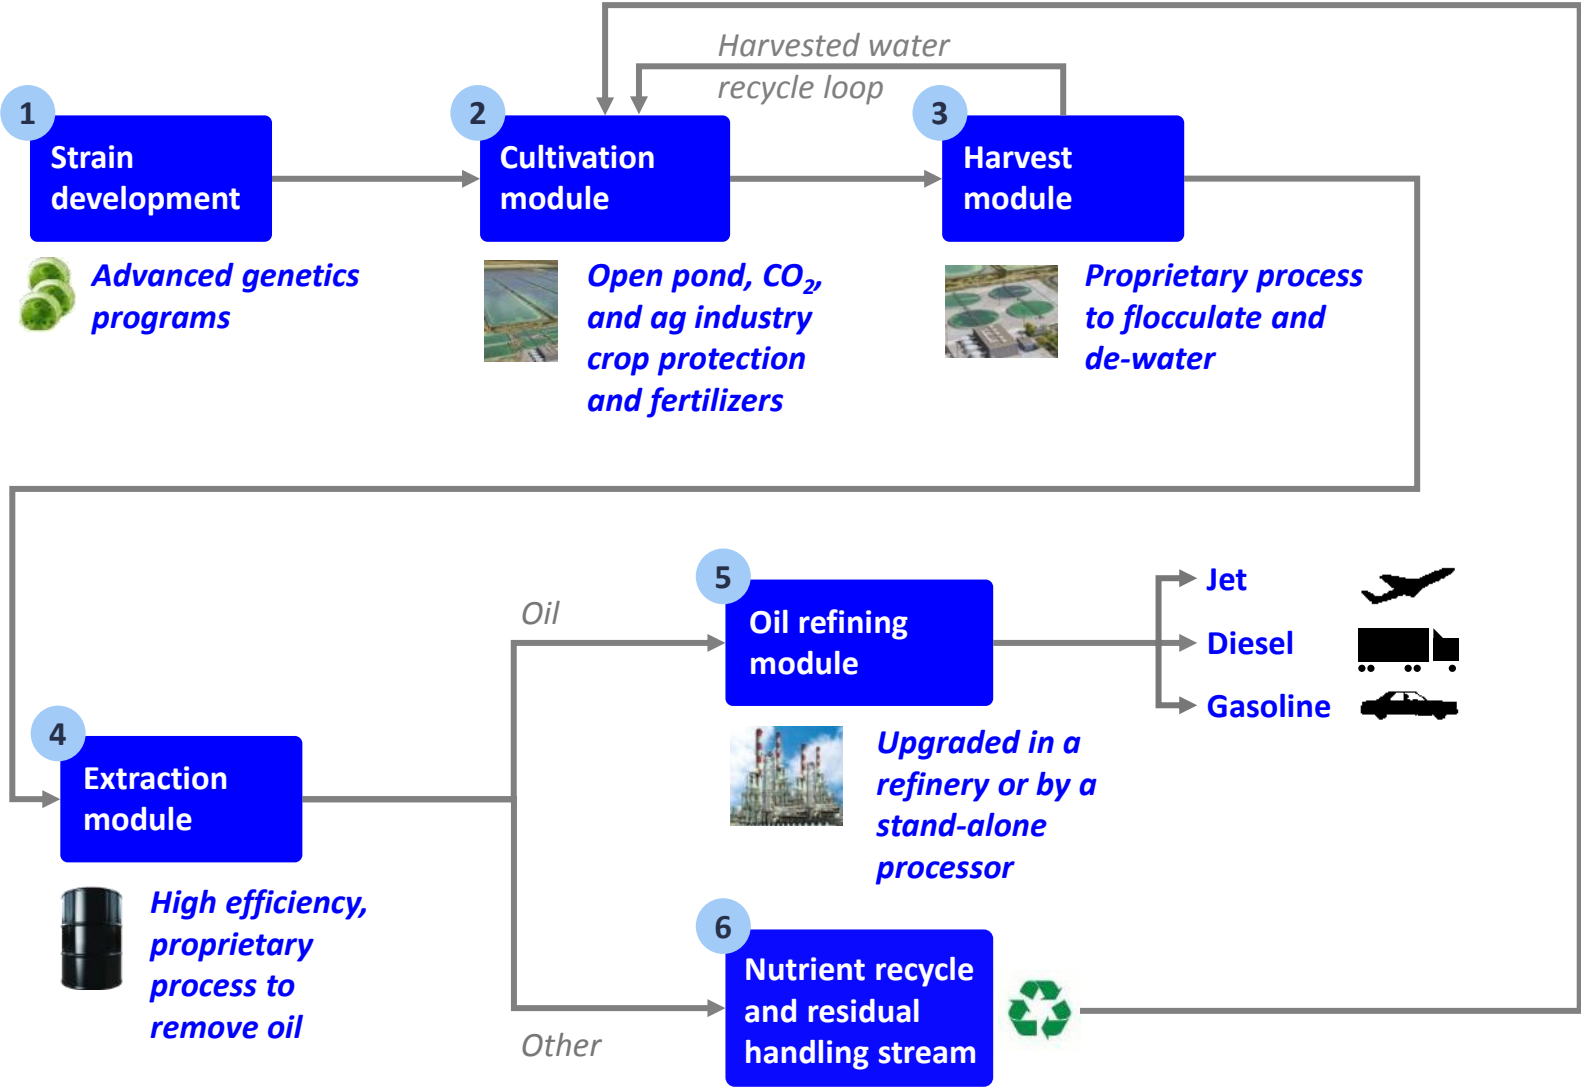 Harvested water
recycle loop
1
Strain
development
Advanced genetics
programs
2
Cultivation
module
Open pond, CO2,
and ag industry
crop protection
and fertilizers
3
Harvest
module
Proprietary process
to flocculate and
de-water
4
Extraction
module
High efficiency,
proprietary
process to
remove oil
Oil
Other
5
Oil refining
module
Upgraded in a
refinery or by a
stand-alone
processor
Jet
Diesel
Gasoline
6
Nutrient recycle
and residual
handling stream